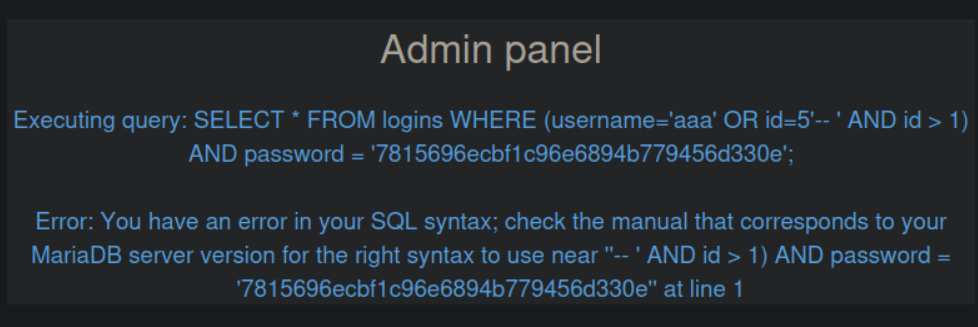 Admin panel
Executing query: SELECT * FROM logins WHERE (username='aaa' OR id=5'-- ' AND id > 1)
AND password = '7815696ecbf1c96e6894b779456d330e';
Error: You have an error in your SQL syntax; check the manual that corresponds to your
MariaDB server version for the right syntax to use near ''-- ' AND id > 1) AND password =
'7815696ecbf1c96e6894b779456d330e'' at line 1